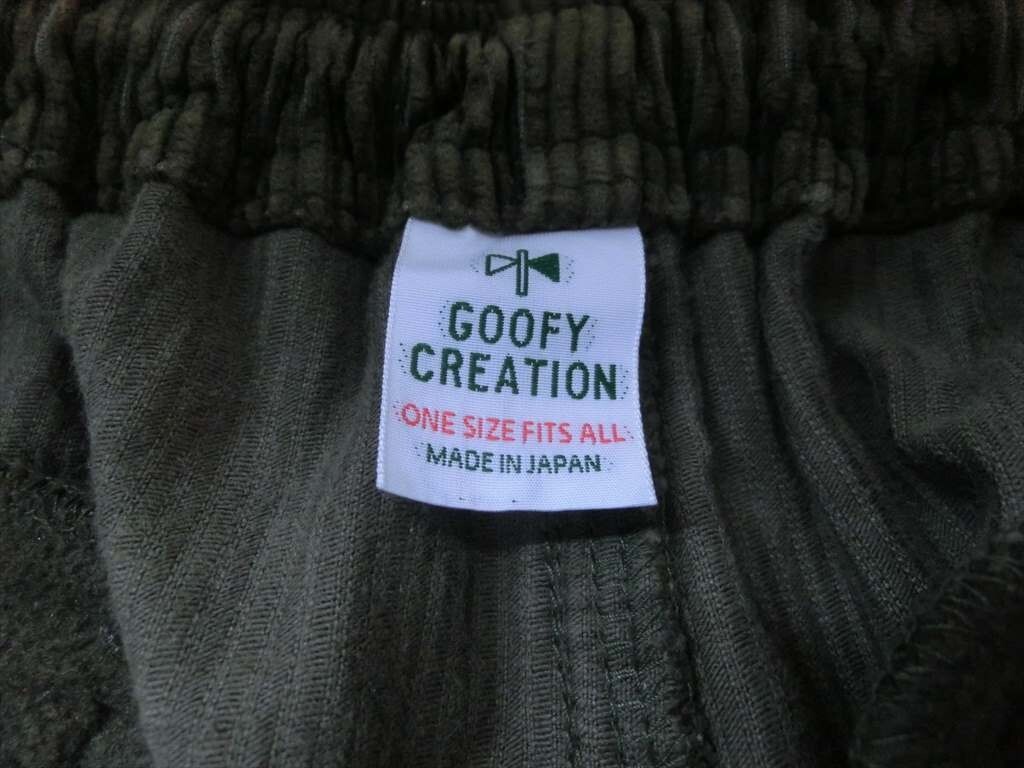 GOOFY
CREATION
ONE SIZE FITS ALL
MADE IN JAPAN